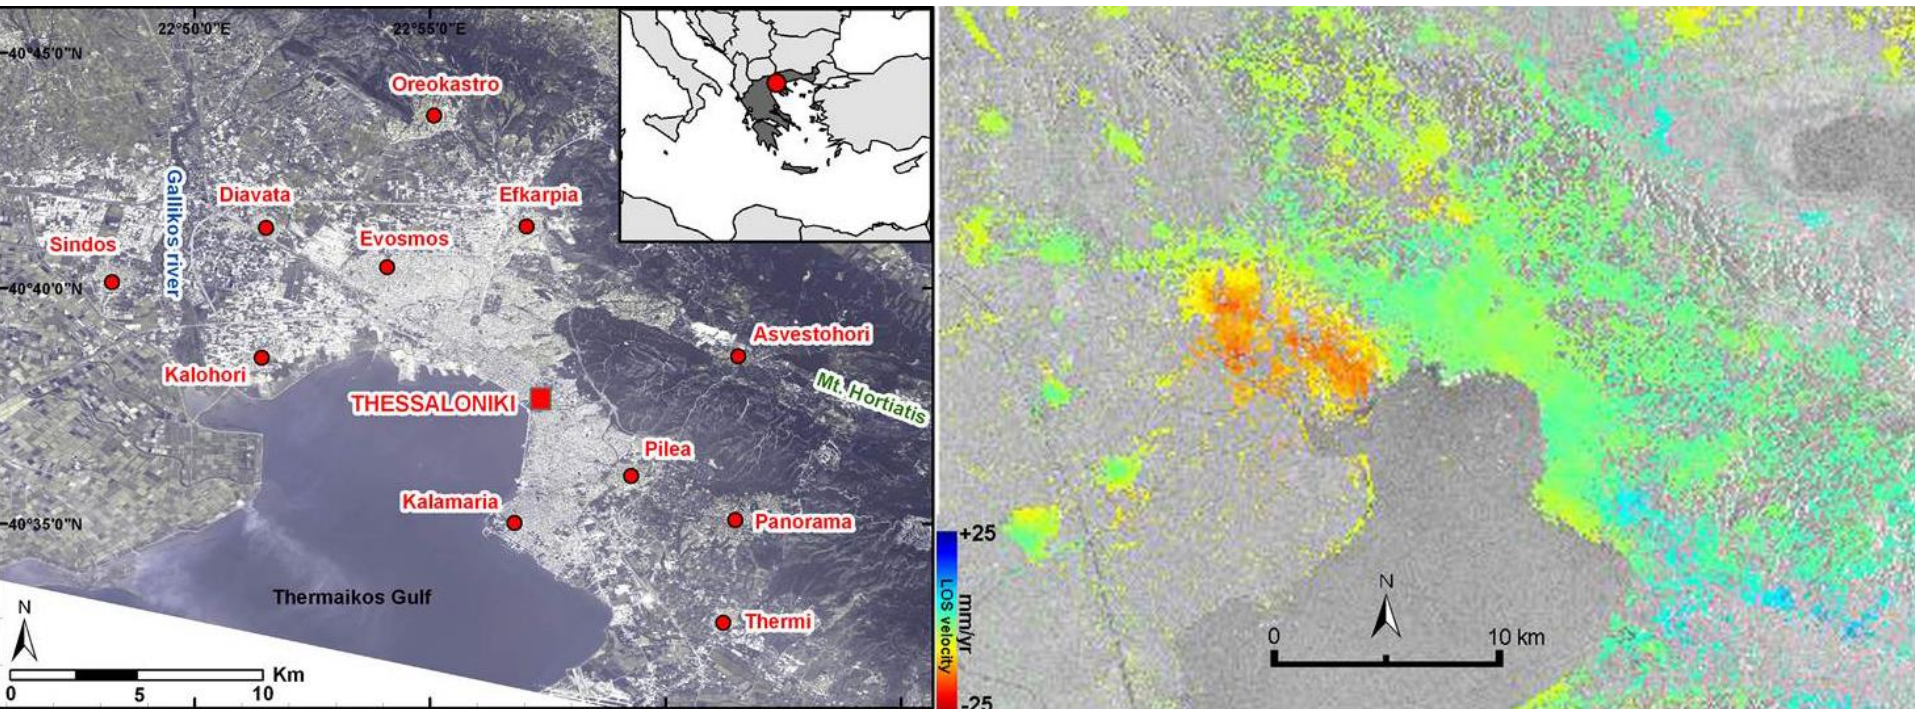 22°50'0"E
22°55'0"E
40°45'0"N
Oreokastro
Gallikos river
Diavata
Efkarpia
Sindos
Evosmos
40°40'0"N
Asvestohori
Kalohori
Mt. Hortiatis
THESSALONIKI
Pilea
Kalamaria
40°35'0"N
Panorama
Thermaikos Gulf
N
Thermi
Km
0 5 10
+25
LOS velocity
mm/yr
-25
N
0 10 km